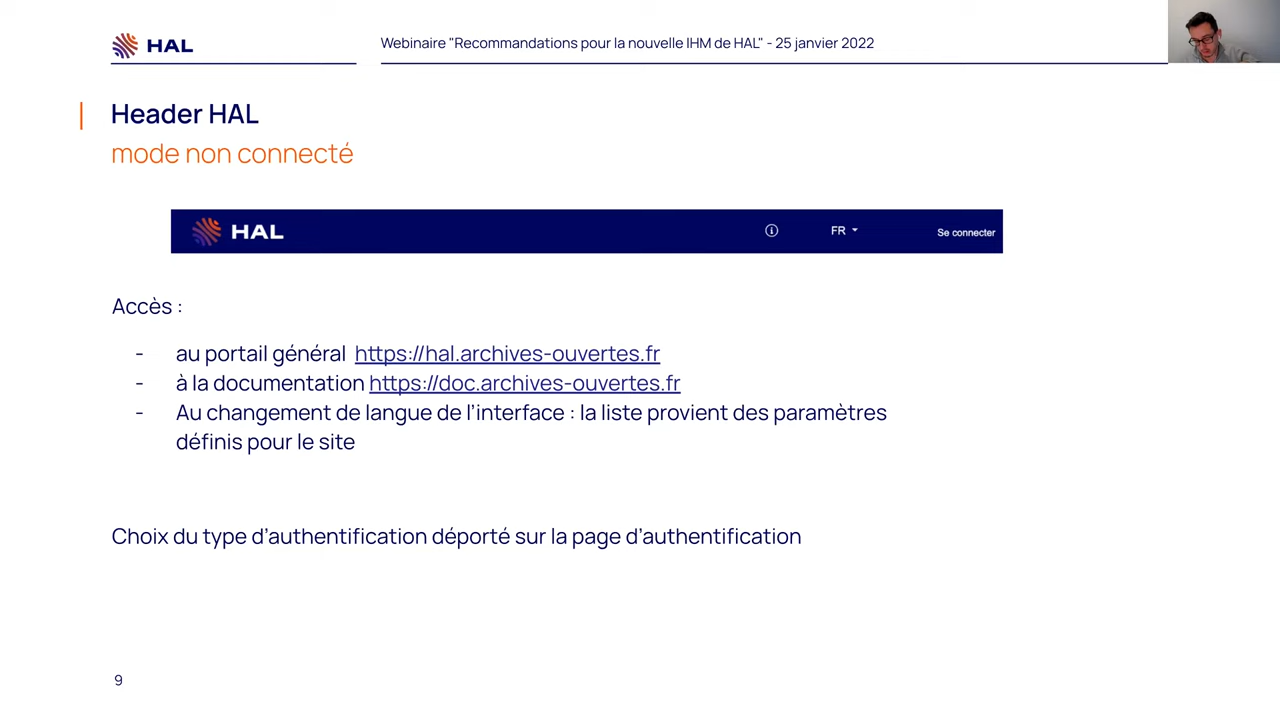 HAL
Webinaire "Recommandations pour la nouvelle IHM de HAL" - 25 janvier 2022
Header HAL
mode non connecté
HAL
FR
Se connecter
Accès :
- au portail général https://hal.archives-ouvertes.fr
- à la documentation https://doc.archives-ouvertes.fr
- Au changement de langue de l’interface : la liste provient des paramètres
définis pour le site
Choix du type d’authentification déporté sur la page d’authentification
9